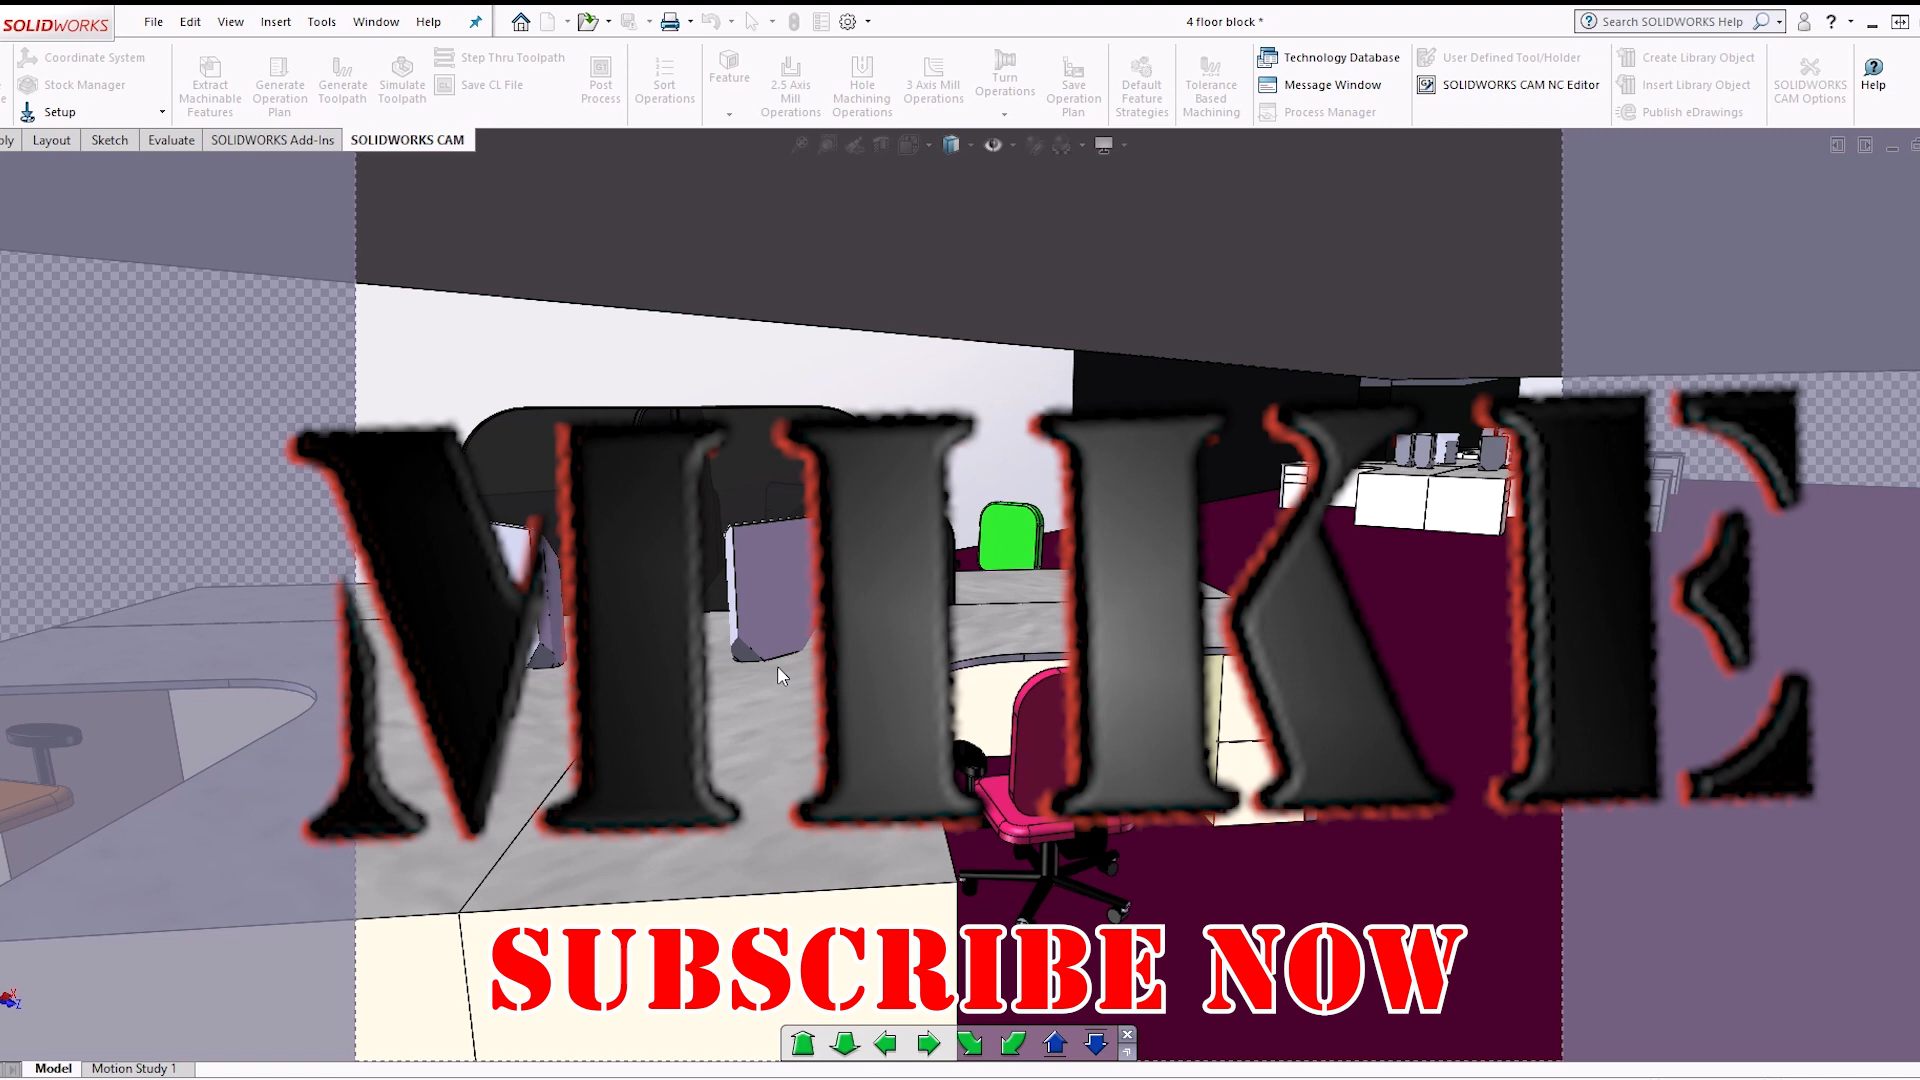 SOLIDWORKS File Edit View Insert Tools Window Help 4 floor block * Search SOLIDWORKS Help ?
Coordinate System
Stock Manager
Setup
Extract Machinable Features
Generate Operation Plan
Generate Toolpath
Simulate Toolpath
Step Thru Toolpath
Save CL File
Post Process
Sort Operations
Feature
2.5 Axis Mill Operations
Hole Machining Operations
3 Axis Mill Operations
Turn Operations
Save Operation Plan
Default Feature Strategies
Tolerance Based Machining
Technology Database
Message Window
Process Manager
User Defined Tool/Holder
SOLIDWORKS CAM NC Editor
Create Library Object
Insert Library Object
Publish eDrawings
SOLIDWORKS CAM Options
Help
Layout Sketch Evaluate SOLIDWORKS Add-Ins SOLIDWORKS CAM
MIIKE
SUBSCRIBE NOW
Model Motion Study 1